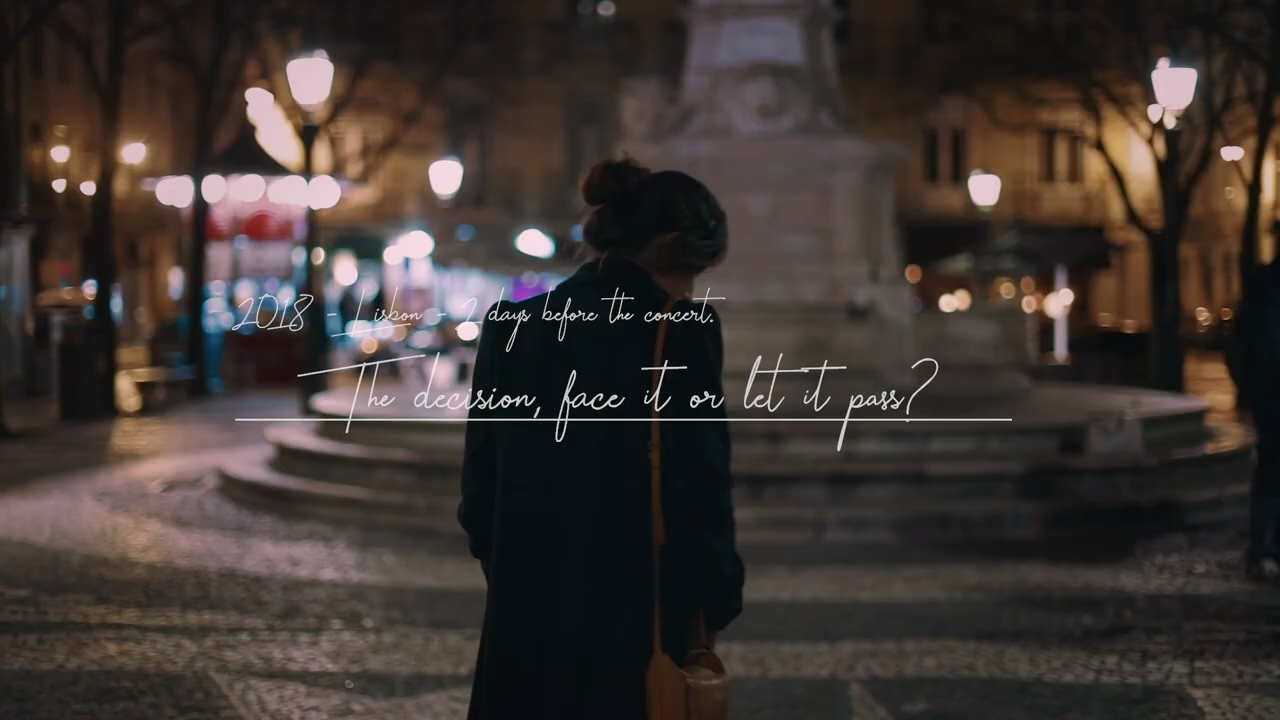 2018 - Lisbon - 2 days before the concert.
The decision, face it or let it pass?